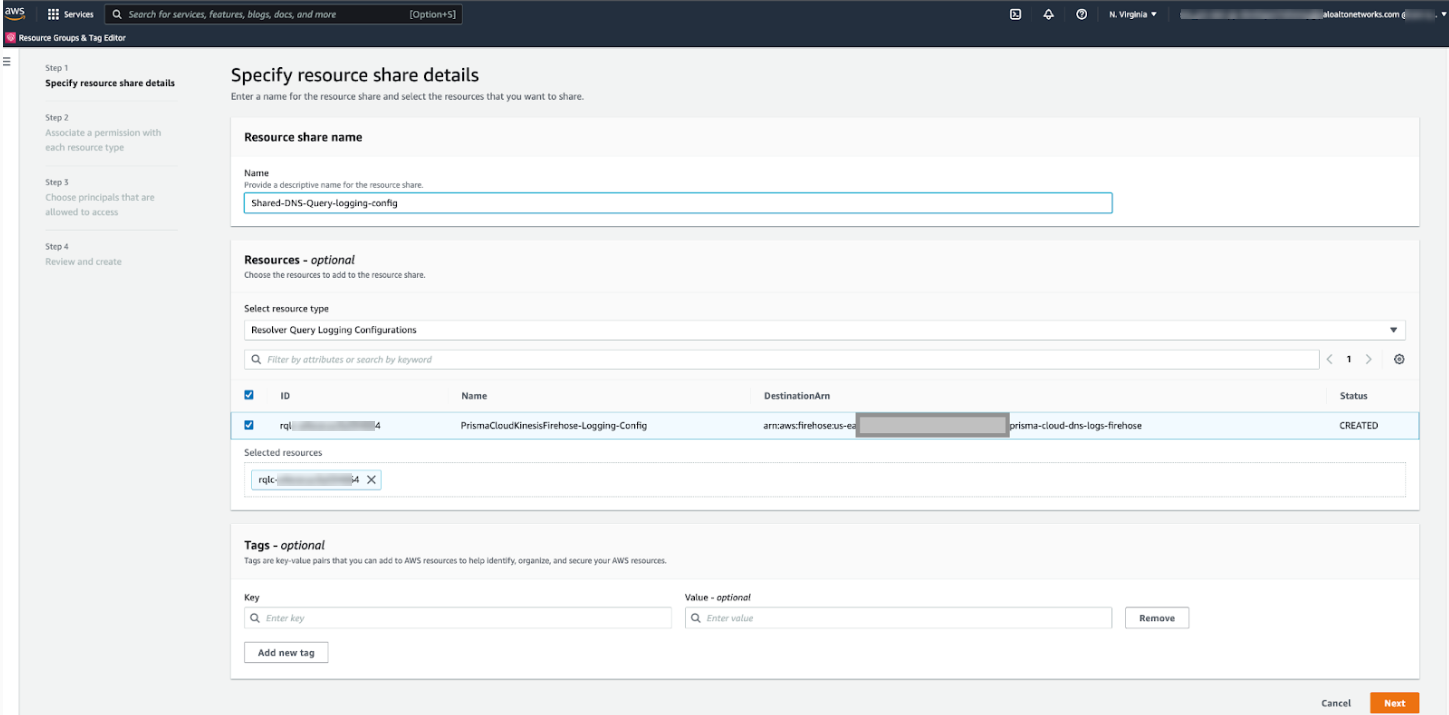 aws Services Search for services, features, blogs, docs, and more [Option+S] N. Virginia aloaltonetworks.com @
Resource Groups & Tag Editor
Step 1
Specify resource share details
Step 2
Associate a permission with
each resource type
Step 3
Choose principals that are
allowed to access
Step 4
Review and create
Specify resource share details
Enter a name for the resource share and select the resources that you want to share.
Resource share name
Name
Provide a descriptive name for the resource share.
Shared-DNS-Query-logging-config
Resources - optional
Choose the resources to add to the resource share.
Select resource type
Resolver Query Logging Configurations
Filter by attributes or search by keyword 1
ID Name DestinationArn Status
rql 4 PrismaCloudKinesisFirehose-Logging-Config arn:aws:firehose:us-ea prisma-cloud-dns-logs-firehose CREATED
Selected resources
rqlc- 4
Tags - optional
Tags are key-value pairs that you can add to AWS resources to help identify, organize, and secure your AWS resources.
Key Value - optional
Enter key Enter value Remove
Add new tag
Cancel Next